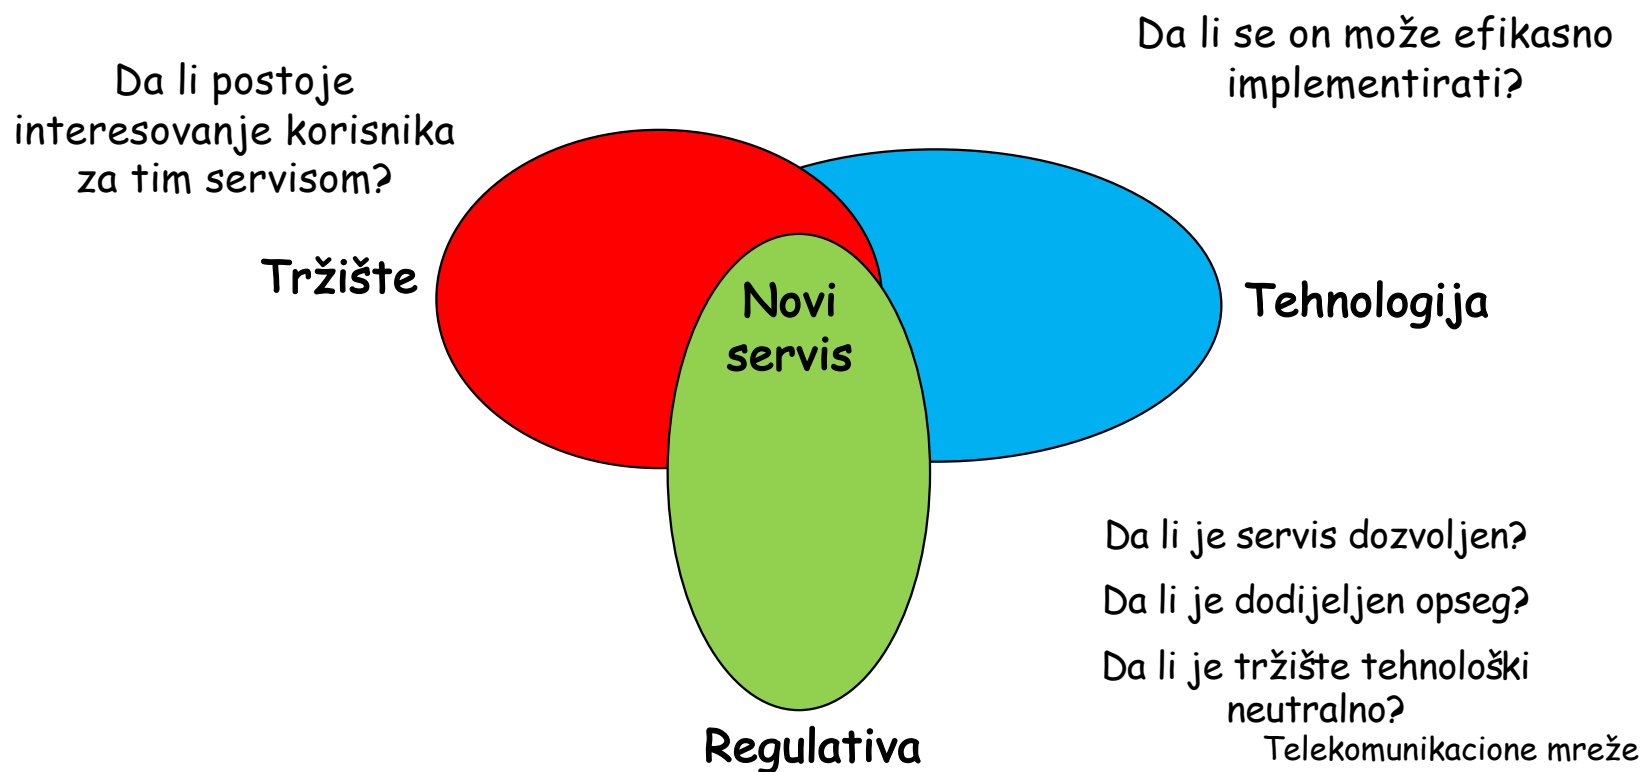 Da li se on može efikasno
implementirati?
Da li postoje
interesovanje korisnika
za tim servisom?
Tržište
Novi
servis
Tehnologija
Da li je servis dozvoljen?
Da li je dodijeljen opseg?
Da li je tržište tehnološki
neutralno?
Regulativa
Telekomunikacione mreže